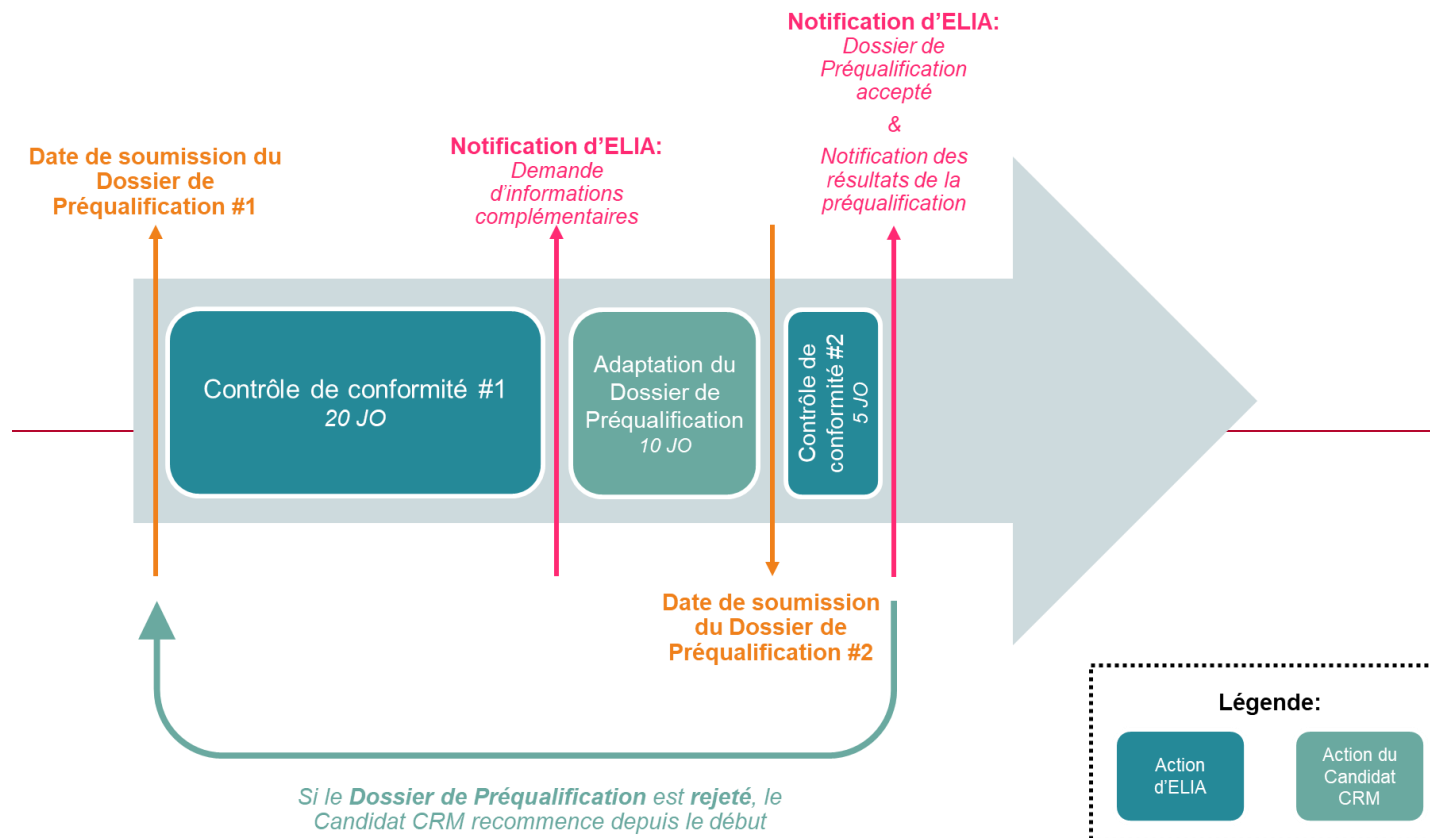 Notification d’ELIA:
Dossier de
Préqualification
accepté
&
Notification des
résultats de la
préqualification
Date de soumission du
Dossier de
Préqualification #1
Notification d’ELIA:
Demande
d’informations
complémentaires
Contrôle de conformité #1
20 JO
Adaptation du
Dossier de
Préqualification
10 JO
Contrôle de
conformité #2
5 JO
Date de soumission
du Dossier de
Préqualification #2
Si le Dossier de Préqualification est rejeté, le
Candidat CRM recommence depuis le début
Légende:
Action
d’ELIA
Action du
Candidat
CRM